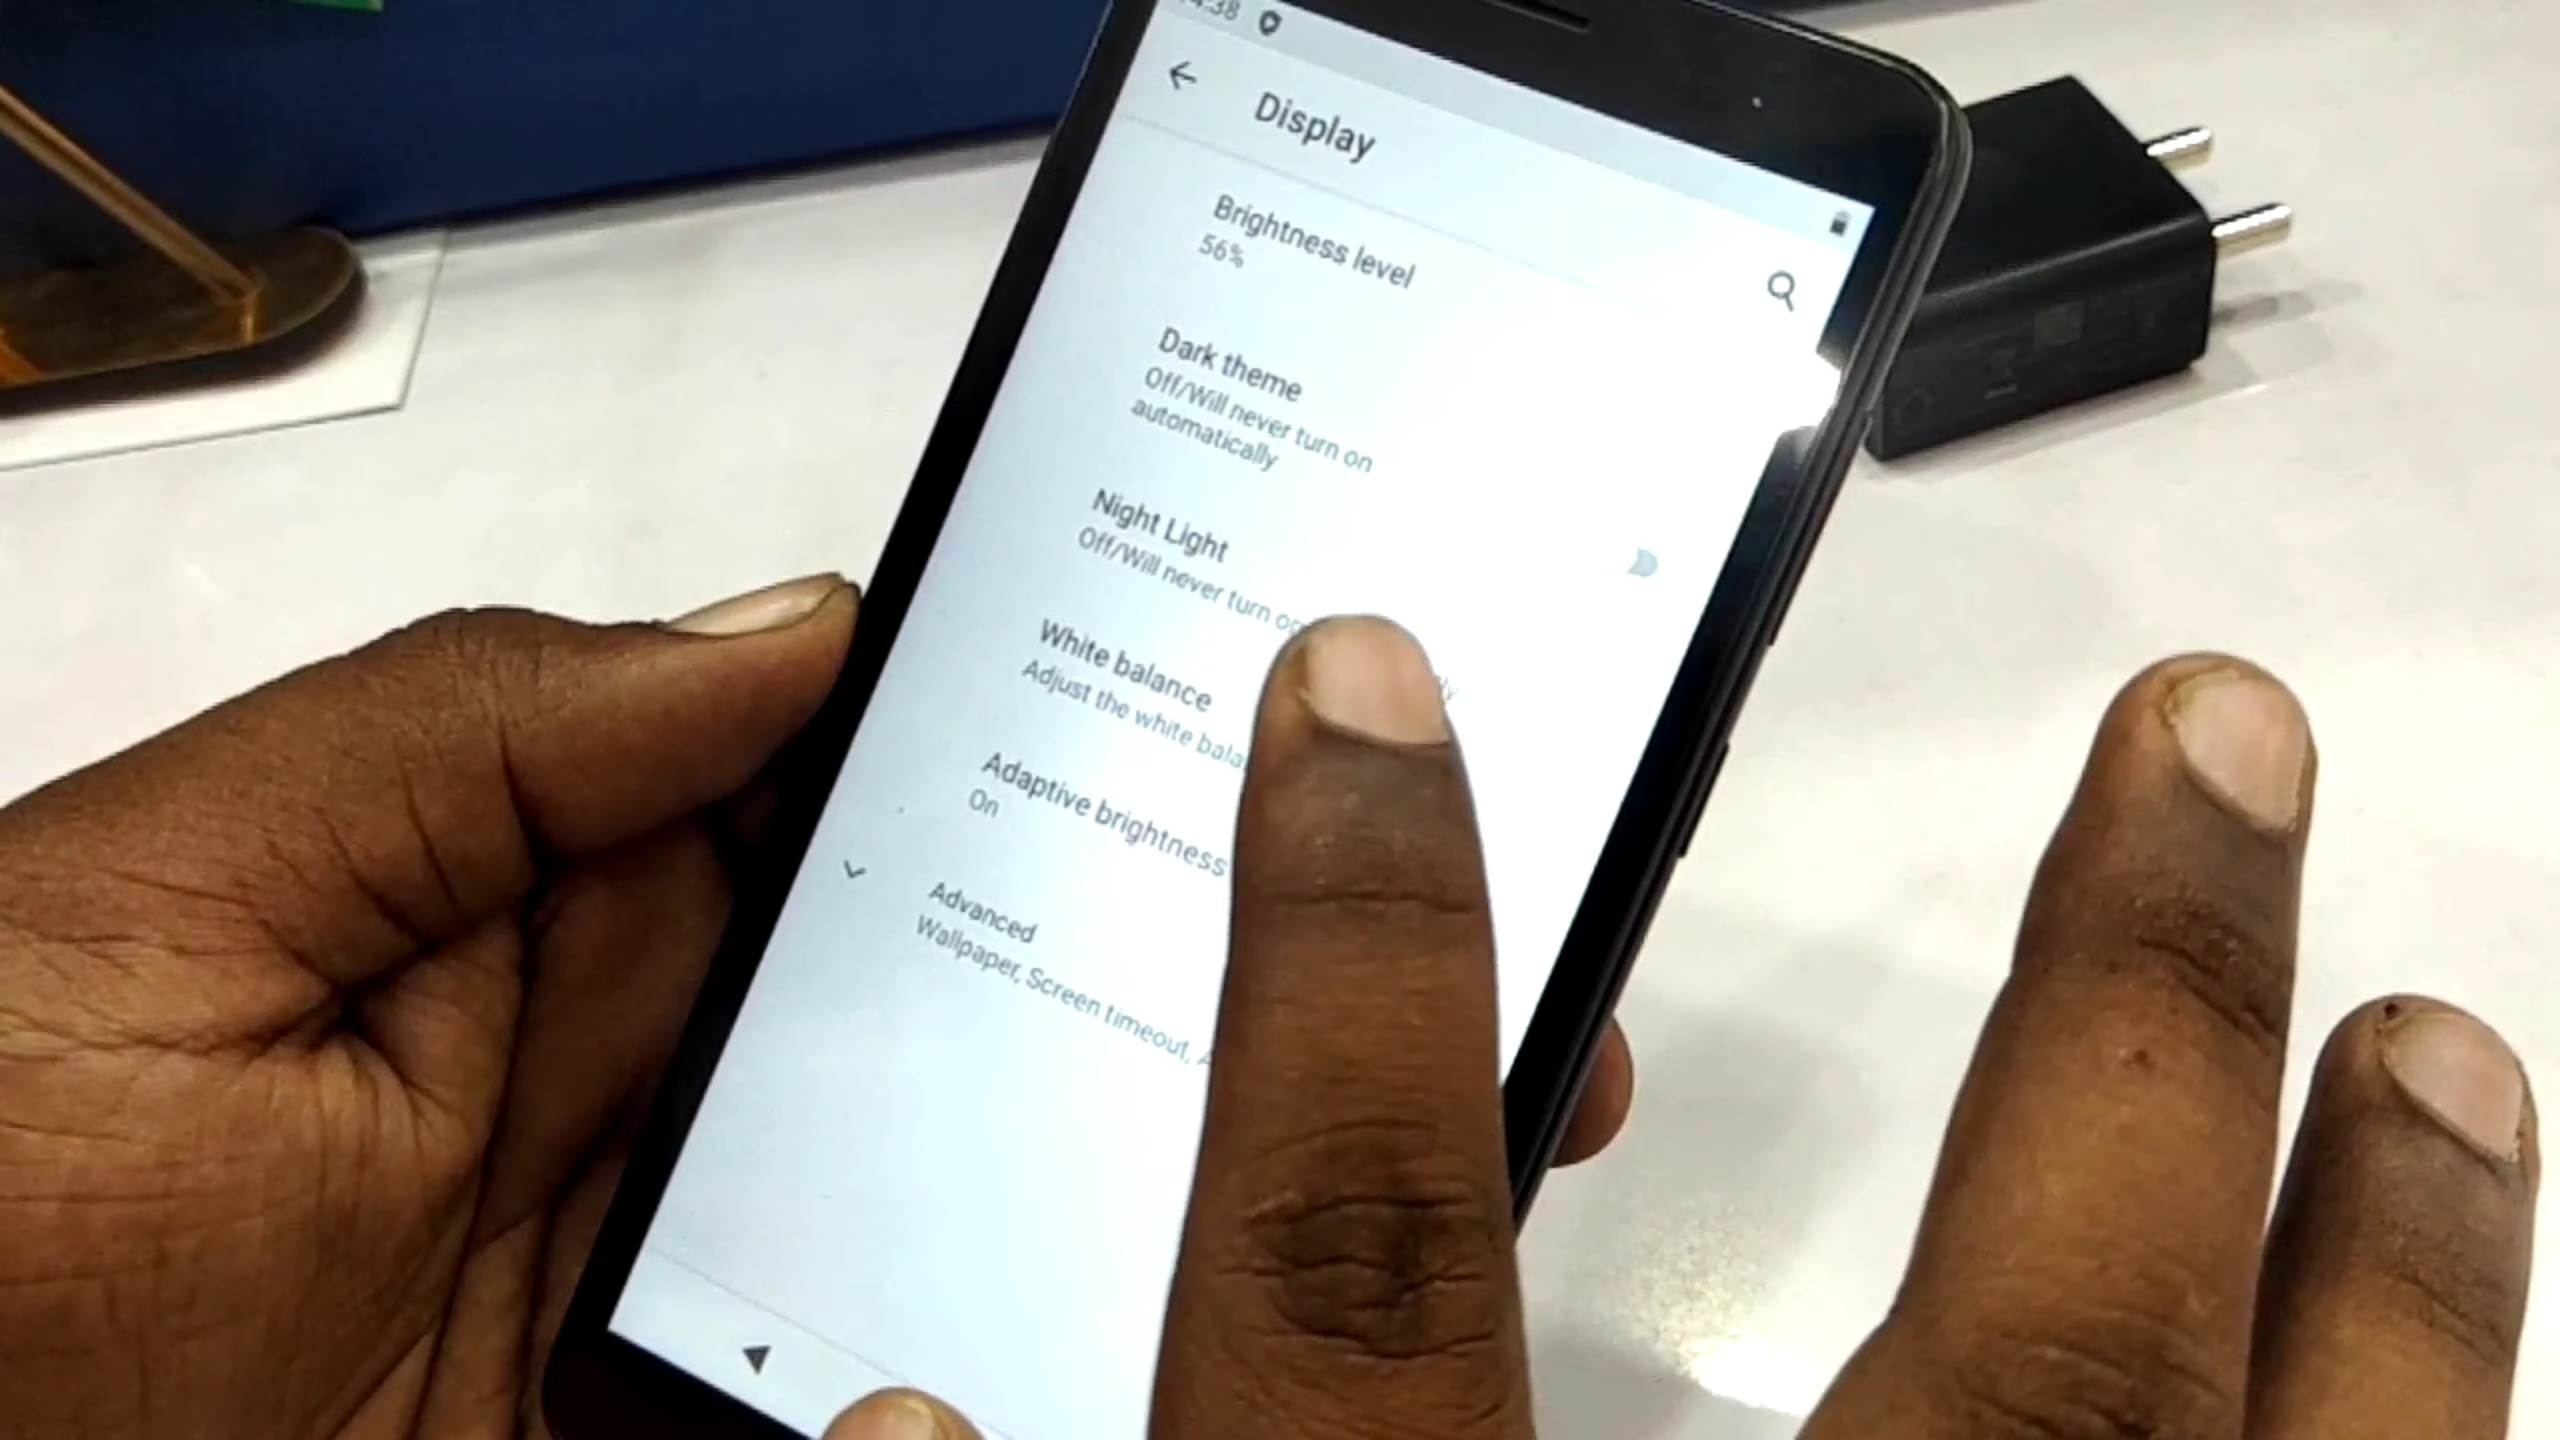 Display
Brightness level
56%
Dark theme
Off/Will never turn on
automatically
Night Light
Off/Will never turn
White balance
Adjust the white
Adaptive brightness
On
Advanced
Wallpaper, Screen timeout,